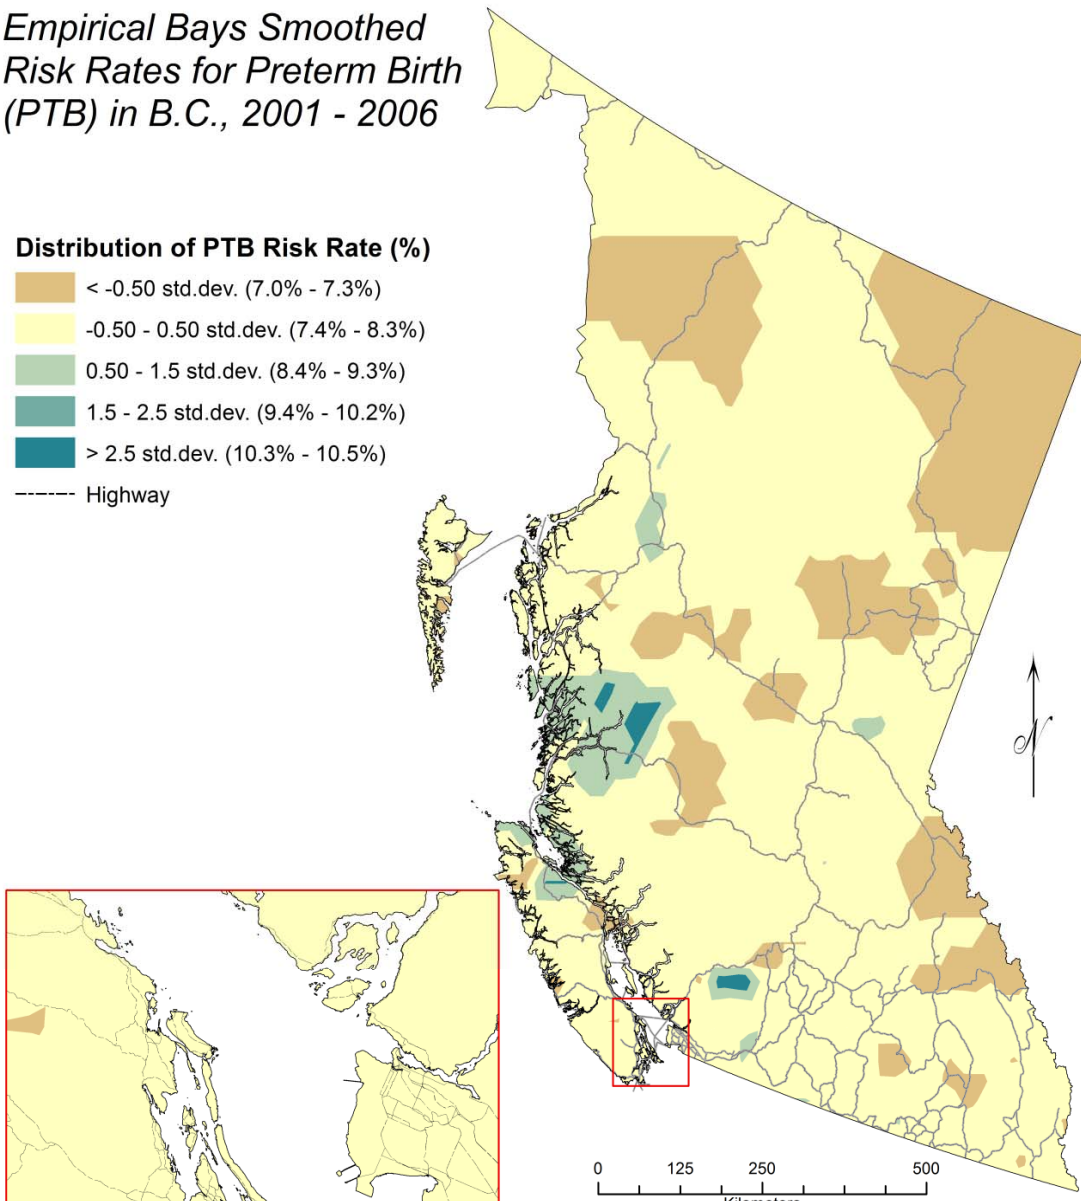 Empirical Bays Smoothed
Risk Rates for Preterm Birth
(PTB) in B.C., 2001 - 2006
Distribution of PTB Risk Rate (%)
< -0.50 std.dev. (7.0% - 7.3%)
-0.50 - 0.50 std.dev. (7.4% - 8.3%)
0.50 - 1.5 std.dev. (8.4% - 9.3%)
1.5 - 2.5 std.dev. (9.4% - 10.2%)
> 2.5 std.dev. (10.3% - 10.5%)
Highway
N
0 125 250 500
Kilometers